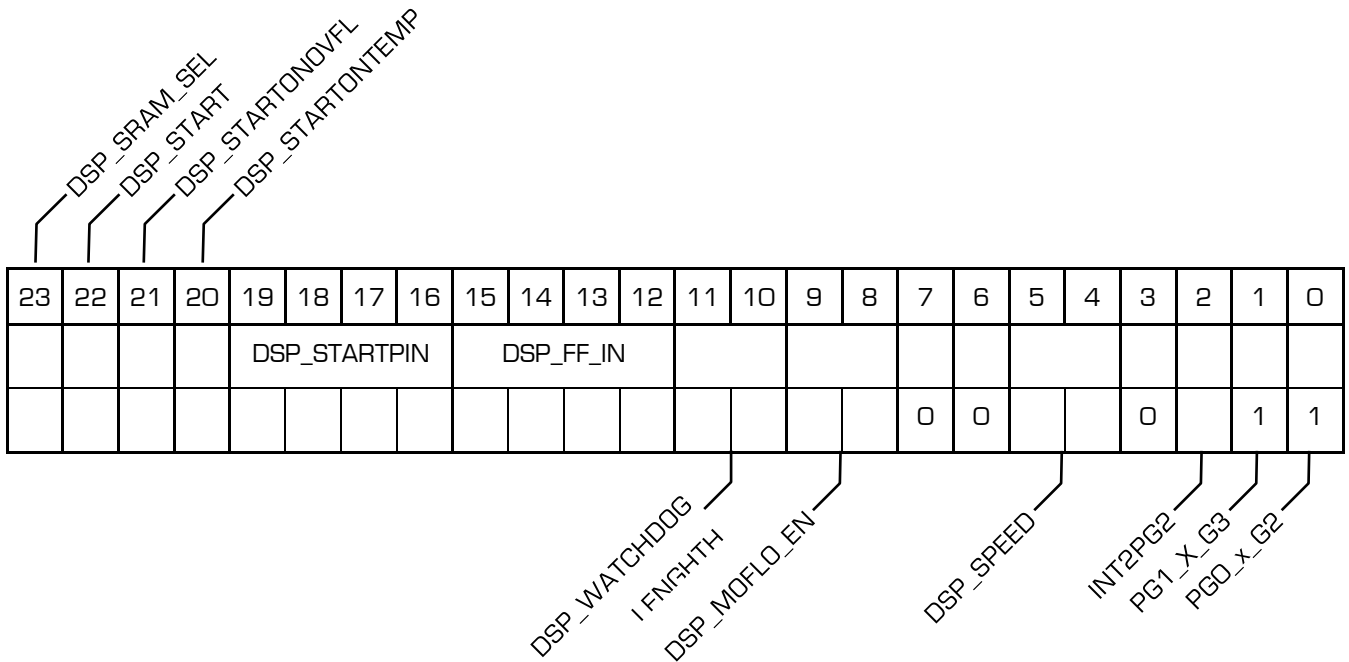 DSP_SRAM_SEL
DSP_START
DSP_STARTONOVFL
DSP_STARTONTEMP
23 22 21 20 19 18 17 16 15 14 13 12 11 10 9 8 7 6 5 4 3 2 1 0
DSP_STARTPIN DSP_FF_IN
0 0 0 1 1
DSP_WATCHDOG
DSP_MOFLO_EN
DSP_SPEED
INT2PG2
PG1_X_G3
PG0_x_G2